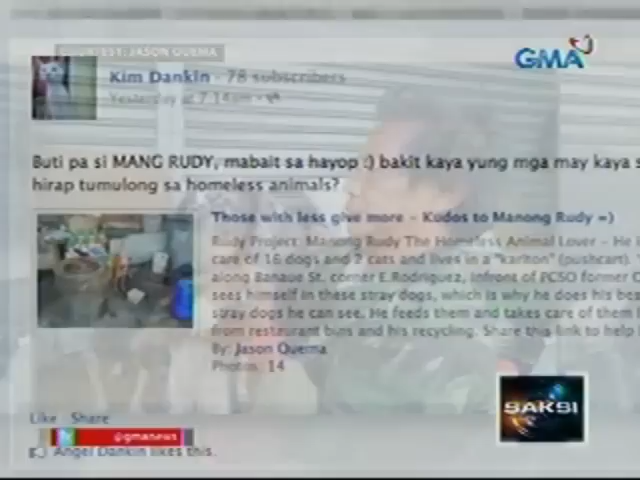 COURTESY: JASON QUEMA
GMA
Kim Dankin · 78 subscribers
Yesterday at 7:14am ·
Buti pa si MANG RUDY, mabait sa hayop :) bakit kaya yung mga may kaya s
hirap tumulong sa homeless animals?
Those with less give more - Kudos to Manong Rudy =)
Rudy Project: Manong Rudy The Homeless Animal Lover - He i
care of 16 dogs and 2 cats and lives in a "kariton" (pushcart).
along Banaue St. corner E.Rodriguez, infront of PCSO former C
sees himself in these stray dogs, which is why he does his bes
stray dogs he can see. He feeds them and takes care of them
from restaurant bins and his recycling. Share this link to help
By: Jason Quema
Photos: 14
SAKSI
Like Share
@gmanews
Angel Dankin likes this.